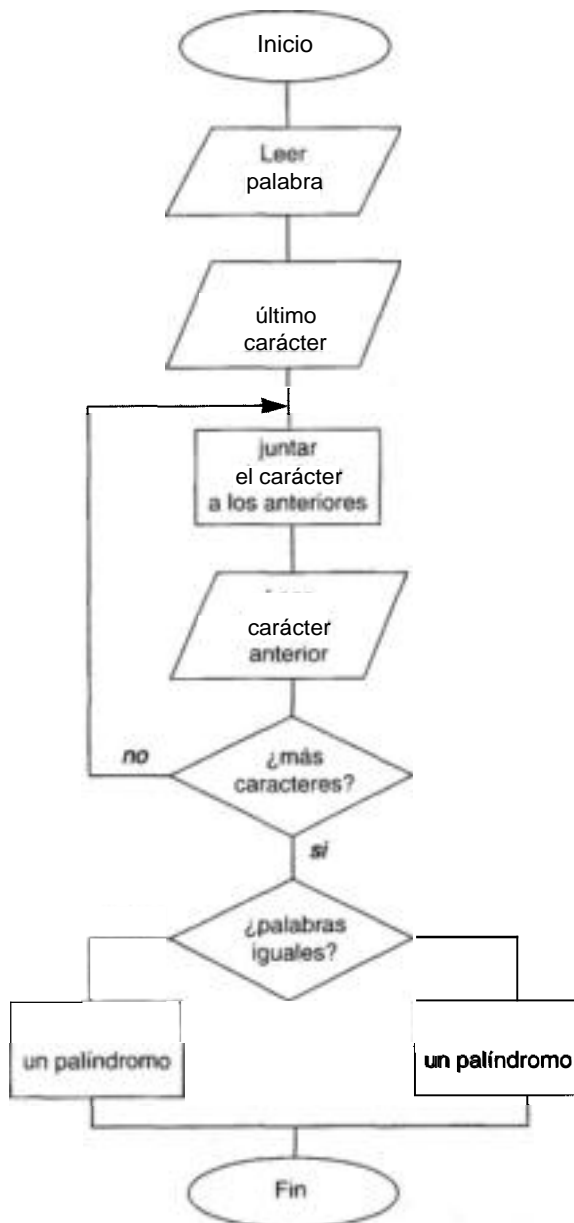 Inicio
Leer
palabra
último
carácter
juntar
el carácter
a los anteriores
carácter
anterior
no
¿más
caracteres?
si
¿palabras
iguales?
un palíndromo
un palíndromo
Fin